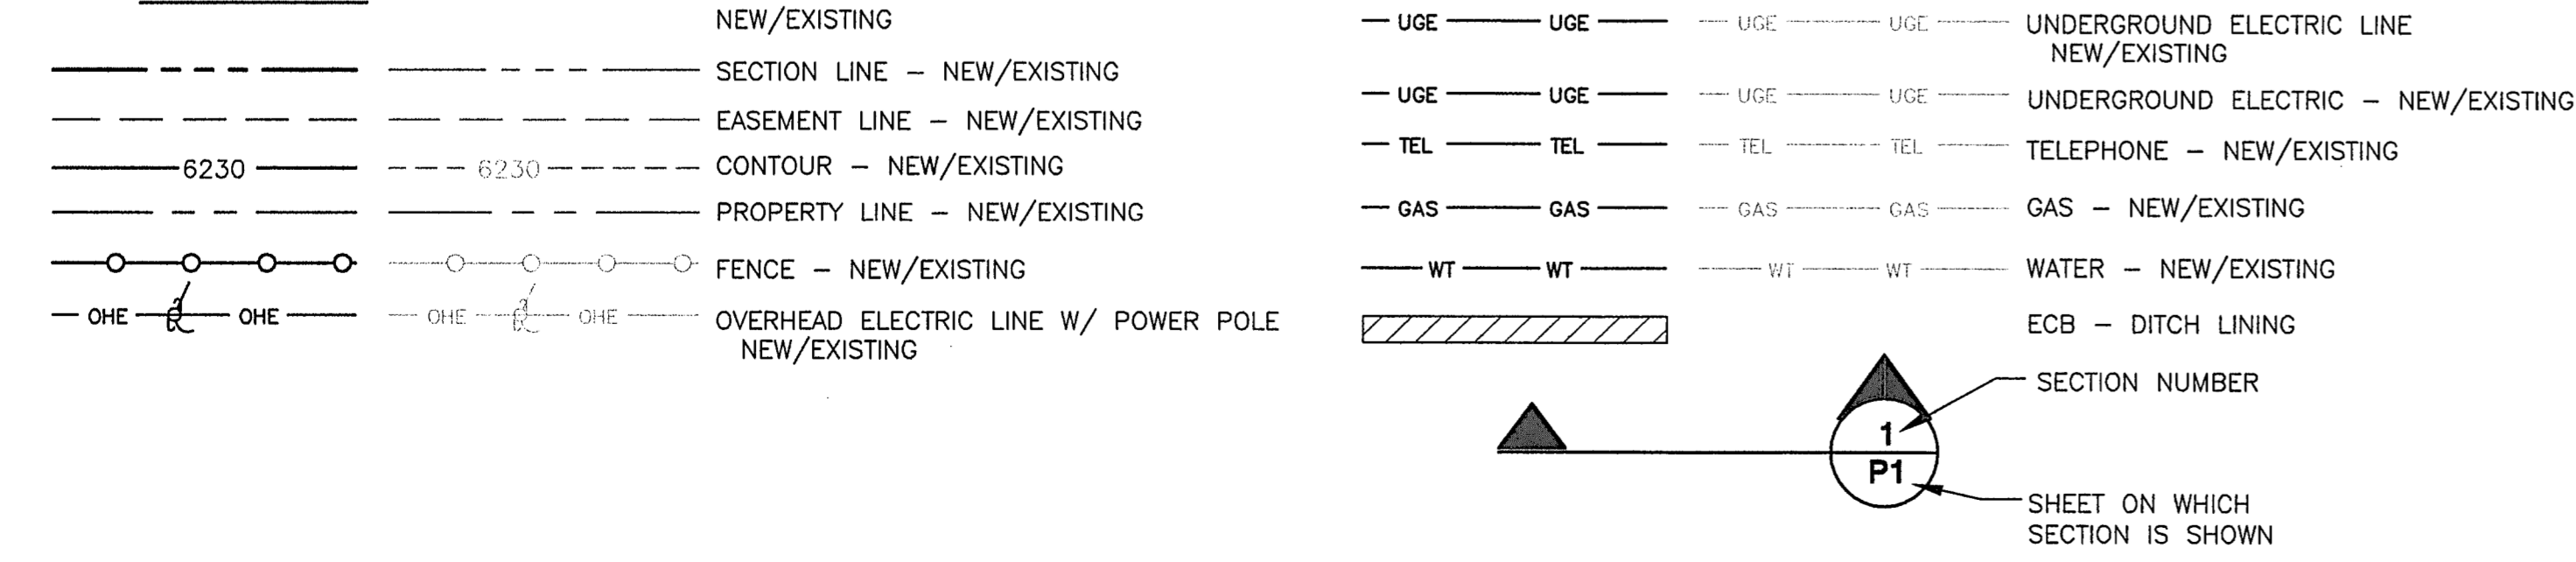 NEW/EXISTING
SECTION LINE – NEW/EXISTING
EASEMENT LINE – NEW/EXISTING
6230 6230 CONTOUR – NEW/EXISTING
PROPERTY LINE – NEW/EXISTING
FENCE – NEW/EXISTING
OHE OHE OHE OHE OVERHEAD ELECTRIC LINE W/ POWER POLE
NEW/EXISTING
UGE UGE UGE UGE UNDERGROUND ELECTRIC LINE
NEW/EXISTING
UGE UGE UGE UGE UNDERGROUND ELECTRIC – NEW/EXISTING
TEL TEL TEL TEL TELEPHONE – NEW/EXISTING
GAS GAS GAS GAS GAS – NEW/EXISTING
WT WT WT WT WATER – NEW/EXISTING
ECB – DITCH LINING
SECTION NUMBER
1
P1
SHEET ON WHICH
SECTION IS SHOWN